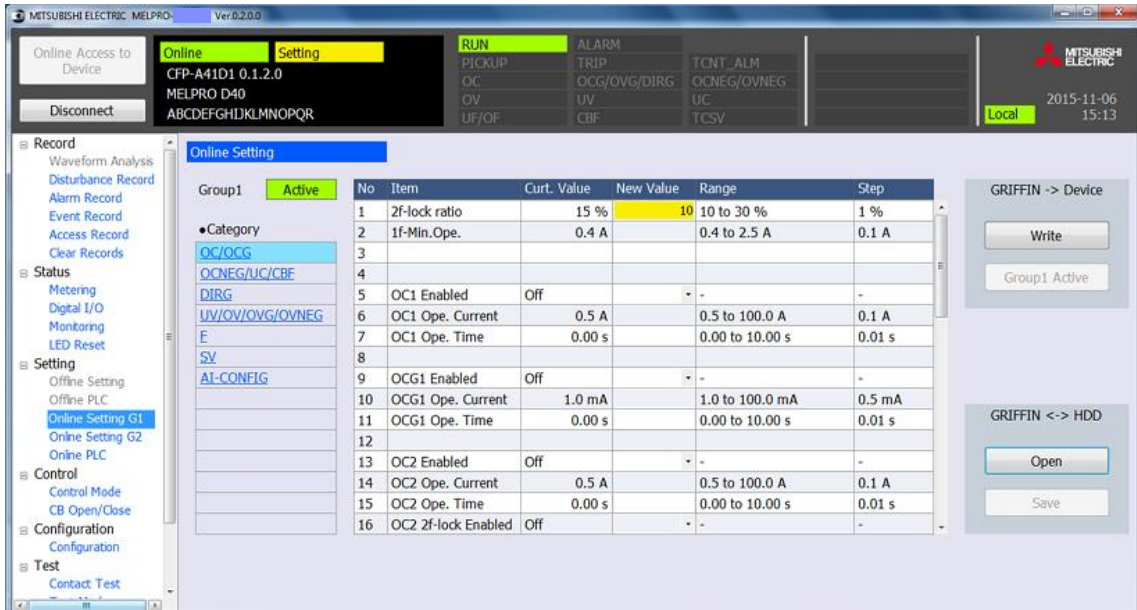 MITSUBISHI ELECTRIC MELPRO- Ver.0.2.0.0
Online Access to
Device
Disconnect
Online Setting
CFP-A41D1 0.1.2.0
MELPRO D40
ABCDEFGHIJKLMNOPQR
RUN ALARM
PICKUP TRIP TCNT_ALM
OC OCG/OVG/DIRG OCNEG/OVNEG
OV UV UC
UF/OF CBF TCSV
MITSUBISHI
ELECTRIC
2015-11-06
Local 15:13
Record
Waveform Analysis
Disturbance Record
Alarm Record
Event Record
Access Record
Clear Records
Status
Metering
Digital I/O
Monitoring
LED Reset
Setting
Offline Setting
Offline PLC
Online Setting G1
Online Setting G2
Online PLC
Control
Control Mode
CB Open/Close
Configuration
Configuration
Test
Contact Test
Online Setting
Group1 Active
●Category
OC/OCG
OCNEG/UC/CBF
DIRG
UV/OV/OVG/OVNEG
F
SV
AI-CONFIG
No Item Curt. Value New Value Range Step
1 2f-lock ratio 15 % 10 10 to 30 % 1 %
2 1f-Min.Ope. 0.4 A 0.4 to 2.5 A 0.1 A
3
4
5 OC1 Enabled Off - -
6 OC1 Ope. Current 0.5 A 0.5 to 100.0 A 0.1 A
7 OC1 Ope. Time 0.00 s 0.00 to 10.00 s 0.01 s
8
9 OCG1 Enabled Off - -
10 OCG1 Ope. Current 1.0 mA 1.0 to 100.0 mA 0.5 mA
11 OCG1 Ope. Time 0.00 s 0.00 to 10.00 s 0.01 s
12
13 OC2 Enabled Off - -
14 OC2 Ope. Current 0.5 A 0.5 to 100.0 A 0.1 A
15 OC2 Ope. Time 0.00 s 0.00 to 10.00 s 0.01 s
16 OC2 2f-lock Enabled Off - -
GRIFFIN -> Device
Write
Group1 Active
GRIFFIN <-> HDD
Open
Save